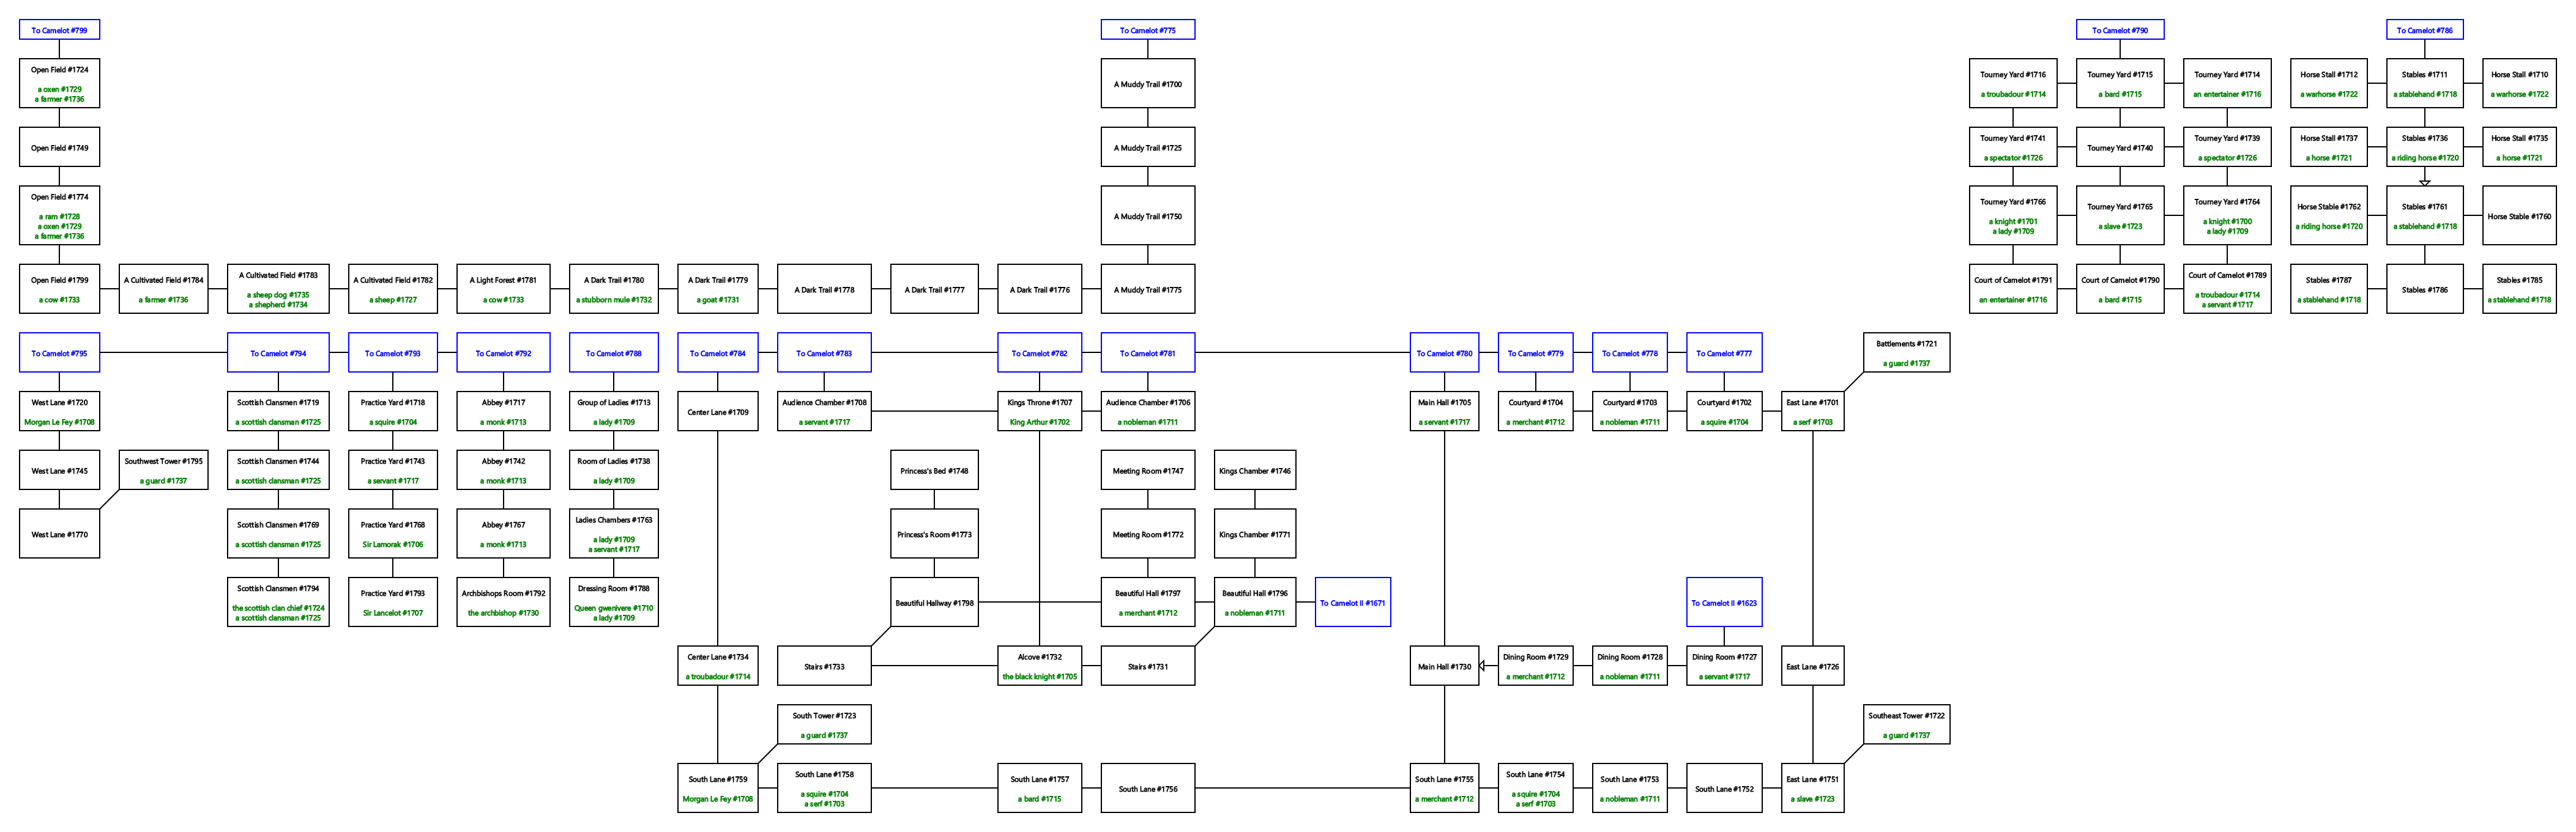 To Camelot #799
To Camelot #775
To Camelot #790
To Camelot #786
Open Field #1724
a oxen #1729
a farmer #1736
A Muddy Trail #1700
Tourney Yard #1716
a troubadour #1714
Tourney Yard #1715
a bard #1715
Tourney Yard #1714
an entertainer #1716
Horse Stall #1712
a warhorse #1722
Stables #1711
a stablehand #1718
Horse Stall #1710
a warhorse #1722
Open Field #1749
A Muddy Trail #1725
Tourney Yard #1741
a spectator #1726
Tourney Yard #1740
Tourney Yard #1739
a spectator #1726
Horse Stall #1737
a horse #1721
Stables #1736
a riding horse #1720
Horse Stall #1735
a horse #1721
Open Field #1774
a ram #1728
a oxen #1729
a farmer #1736
A Muddy Trail #1750
Tourney Yard #1766
a knight #1701
a lady #1709
Tourney Yard #1765
a slave #1723
Tourney Yard #1764
a knight #1700
a lady #1709
Horse Stable #1762
a riding horse #1720
Stables #1761
a stablehand #1718
Horse Stable #1760
Open Field #1799
a cow #1733
A Cultivated Field #1784
a farmer #1736
A Cultivated Field #1783
a sheep dog #1735
a shepherd #1734
A Cultivated Field #1782
a sheep #1727
A Light Forest #1781
a cow #1733
A Dark Trail #1780
a stubborn mule #1732
A Dark Trail #1779
a goat #1731
A Dark Trail #1778
A Dark Trail #1777
A Dark Trail #1776
A Muddy Trail #1775
Court of Camelot #1791
an entertainer #1716
Court of Camelot #1790
a bard #1715
Court of Camelot #1789
a troubadour #1714
a servant #1717
Stables #1787
a stablehand #1718
Stables #1786
Stables #1785
a stablehand #1718
To Camelot #795
To Camelot #794
To Camelot #793
To Camelot #792
To Camelot #788
To Camelot #784
To Camelot #783
To Camelot #782
To Camelot #781
To Camelot #780
To Camelot #779
To Camelot #778
To Camelot #777
Battlements #1721
a guard #1737
West Lane #1720
Morgan Le Fey #1708
Scottish Clansmen #1719
a scottish clansman #1725
Practice Yard #1718
a squire #1704
Abbey #1717
a monk #1713
Group of Ladies #1713
a lady #1709
Center Lane #1709
Audience Chamber #1708
a servant #1717
Kings Throne #1707
King Arthur #1702
Audience Chamber #1706
a nobleman #1711
Main Hall #1705
a servant #1717
Courtyard #1704
a merchant #1712
Courtyard #1703
a nobleman #1711
Courtyard #1702
a squire #1704
East Lane #1701
a serf #1703
West Lane #1745
Southwest Tower #1795
a guard #1737
Scottish Clansmen #1744
a scottish clansman #1725
Practice Yard #1743
a servant #1717
Abbey #1742
a monk #1713
Room of Ladies #1738
a lady #1709
Princess's Bed #1748
Meeting Room #1747
Kings Chamber #1746
West Lane #1770
Scottish Clansmen #1769
a scottish clansman #1725
Practice Yard #1768
Sir Lamorak #1706
Abbey #1767
a monk #1713
Ladies Chambers #1763
a lady #1709
a servant #1717
Princess's Room #1773
Meeting Room #1772
Kings Chamber #1771
Scottish Clansmen #1794
the scottish clan chief #1724
a scottish clansman #1725
Practice Yard #1793
Sir Lancelot #1707
Archbishops Room #1792
the archbishop #1730
Dressing Room #1788
Queen gwenivere #1710
a lady #1709
Beautiful Hallway #1798
Beautiful Hall #1797
a merchant #1712
Beautiful Hall #1796
a nobleman #1711
To Camelot II #1671
To Camelot II #1623
Center Lane #1734
a troubadour #1714
Stairs #1733
Alcove #1732
the black knight #1705
Stairs #1731
Main Hall #1730
Dining Room #1729
a merchant #1712
Dining Room #1728
a nobleman #1711
Dining Room #1727
a servant #1717
East Lane #1726
South Tower #1723
a guard #1737
Southeast Tower #1722
a guard #1737
South Lane #1759
Morgan Le Fey #1708
South Lane #1758
a squire #1704
a serf #1703
South Lane #1757
a bard #1715
South Lane #1756
South Lane #1755
a merchant #1712
South Lane #1754
a squire #1704
a serf #1703
South Lane #1753
a nobleman #1711
South Lane #1752
East Lane #1751
a slave #1723